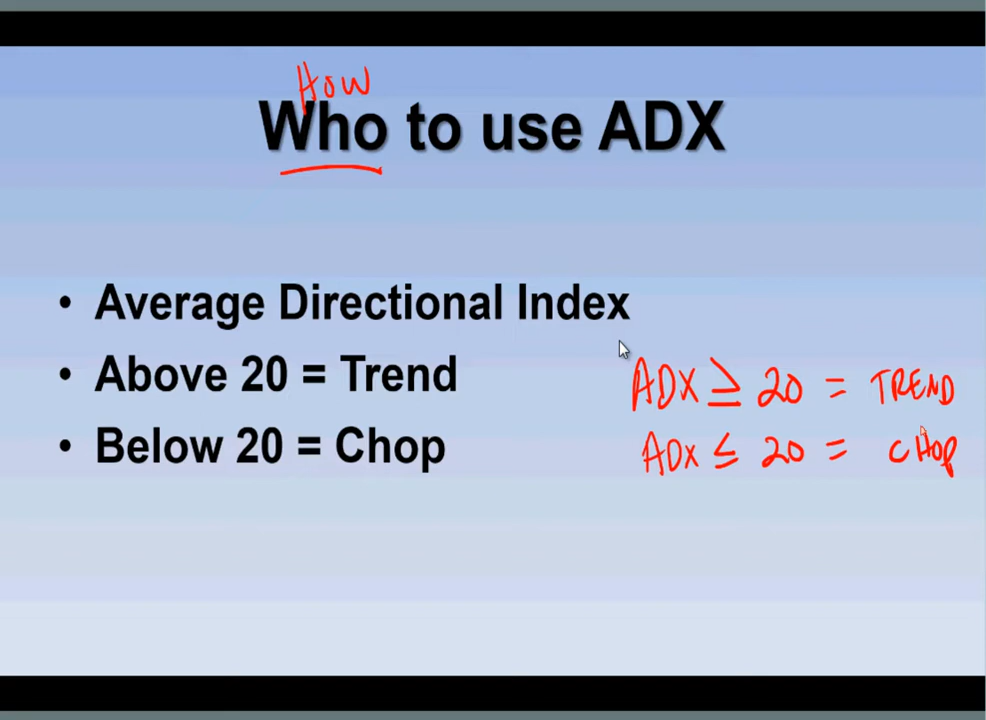 How
Who to use ADX
• Average Directional Index
• Above 20 = Trend
ADX ≥ 20 = TREND
• Below 20 = Chop
ADX ≤ 20 = CHOP